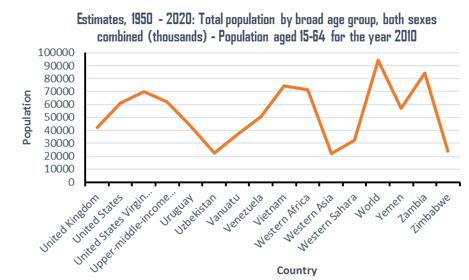 Estimates, 1950 - 2020: Total population by broad age group, both sexes
combined (thousands) - Population aged 15-64 for the year 2010
Population
100000
90000
80000
70000
60000
50000
40000
30000
20000
10000
0
United Kingdom
United States
United States Virgin...
Upper-middle-income...
Uruguay
Uzbekistan
Vanuatu
Venezuela
Vietnam
Western Africa
Western Asia
Western Sahara
World
Yemen
Zambia
Zimbabwe
Country